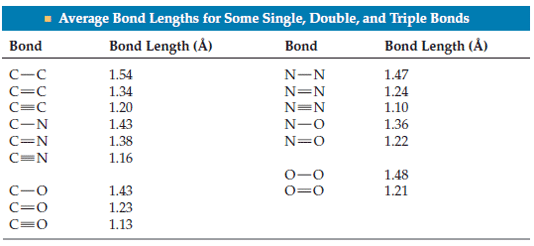 Average Bond Lengths for Some Single, Double, and Triple Bonds
Bond Bond Length (Å) Bond Bond Length (Å)
C—C 1.54 N—N 1.47
C=C 1.34 N=N 1.24
C≡C 1.20 N≡N 1.10
C—N 1.43 N—O 1.36
C=N 1.38 N=O 1.22
C≡N 1.16
O—O 1.48
C—O 1.43 O=O 1.21
C=O 1.23
C≡O 1.13